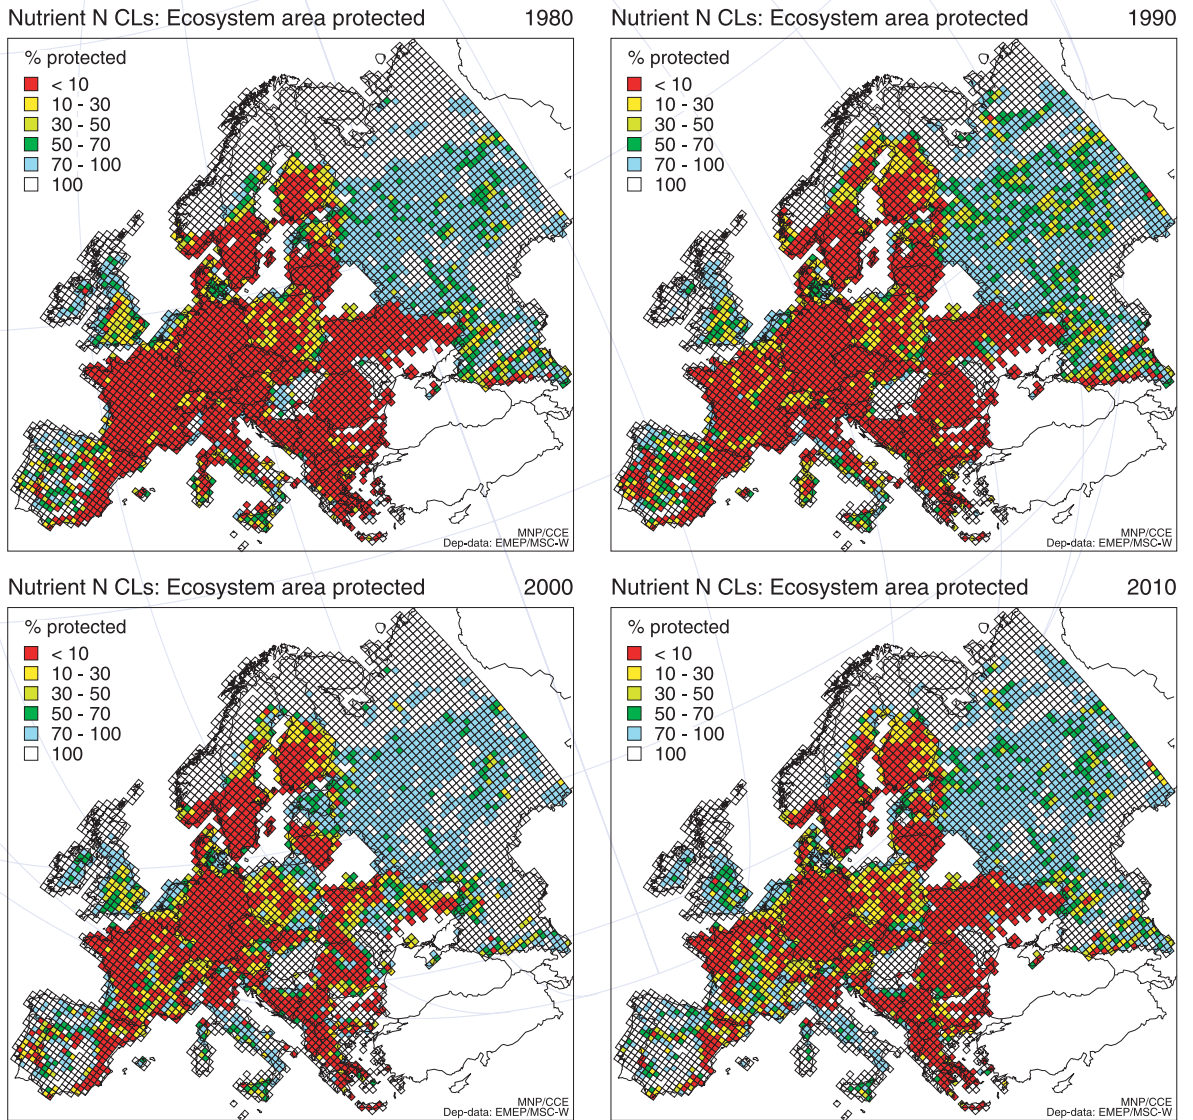 Nutrient N CLs: Ecosystem area protected 1980
% protected
< 10
10 - 30
30 - 50
50 - 70
70 - 100
100
MNP/CCE
Dep-data: EMEP/MSC-W
Nutrient N CLs: Ecosystem area protected 1990
% protected
< 10
10 - 30
30 - 50
50 - 70
70 - 100
100
MNP/CCE
Dep-data: EMEP/MSC-W
Nutrient N CLs: Ecosystem area protected 2000
% protected
< 10
10 - 30
30 - 50
50 - 70
70 - 100
100
MNP/CCE
Dep-data: EMEP/MSC-W
Nutrient N CLs: Ecosystem area protected 2010
% protected
< 10
10 - 30
30 - 50
50 - 70
70 - 100
100
MNP/CCE
Dep-data: EMEP/MSC-W